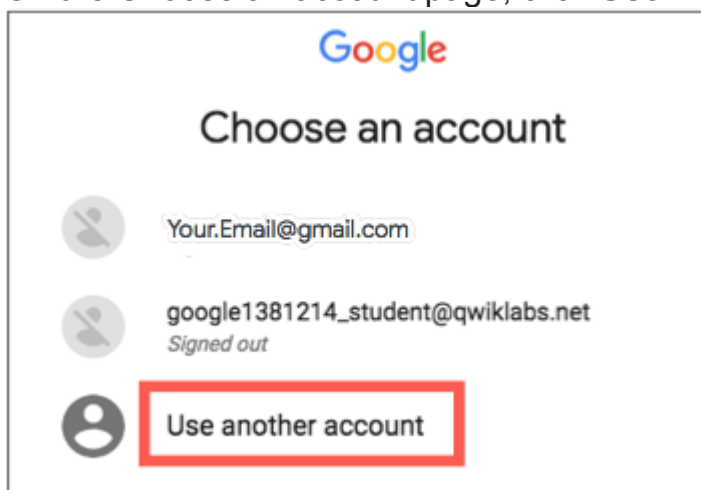 Google
Choose an account
Your.Email@gmail.com
google1381214_student@qwiklabs.net
Signed out
Use another account